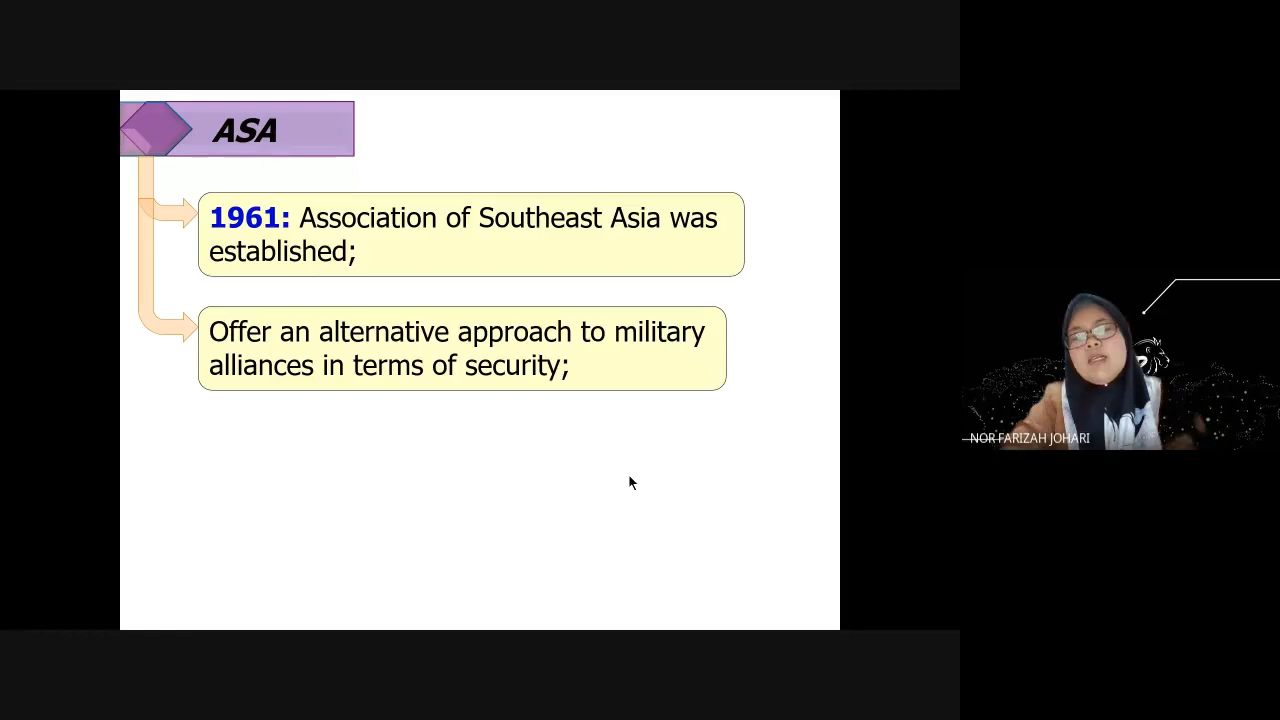 ASA
1961: Association of Southeast Asia was
established;
Offer an alternative approach to military
alliances in terms of security;
NOR FARIZAH JOHARI